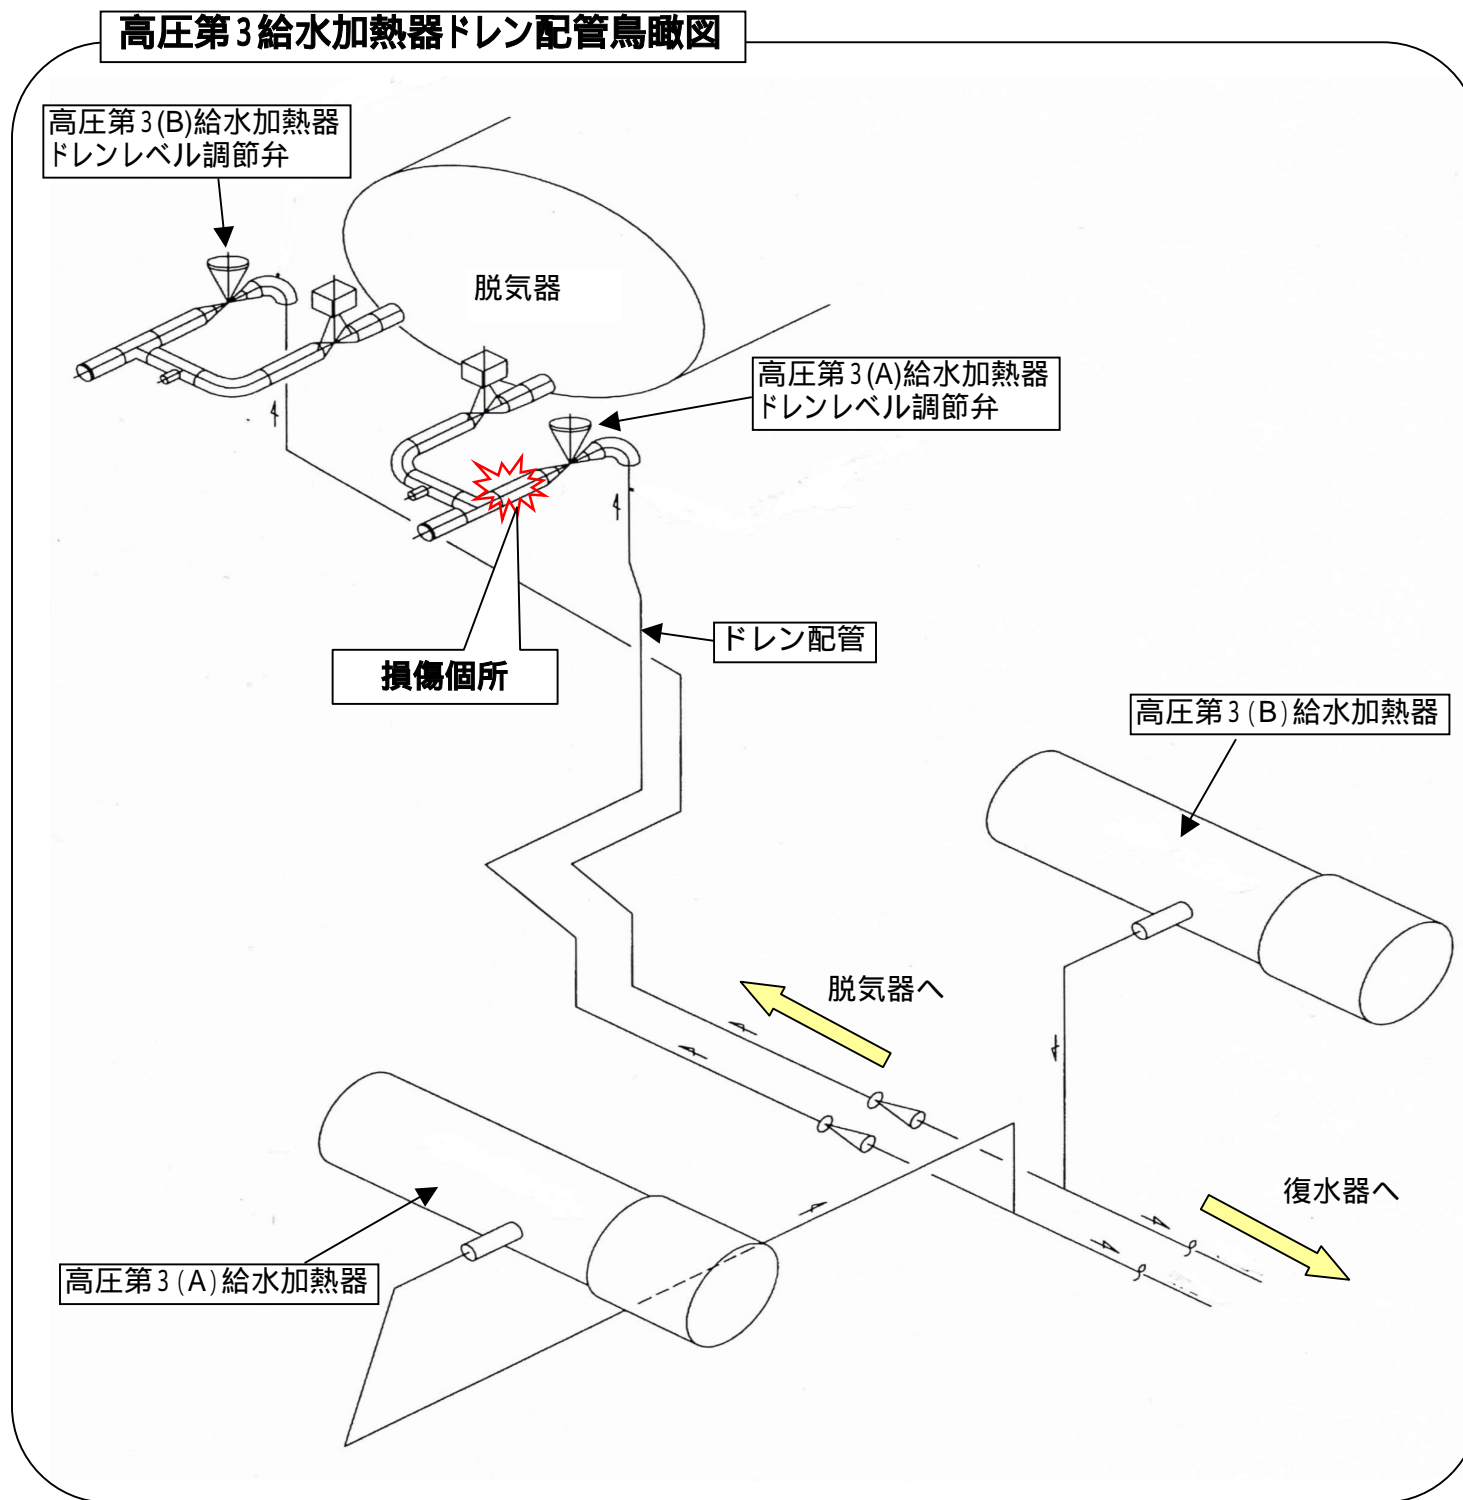 高圧第3給水加熱器ドレン配管鳥瞰図
高圧第3(B)給水加熱器
ドレンレベル調節弁
脱気器
高圧第3(A)給水加熱器
ドレンレベル調節弁
ドレン配管
損傷個所
高圧第3(B)給水加熱器
脱気器へ
復水器へ
高圧第3(A)給水加熱器